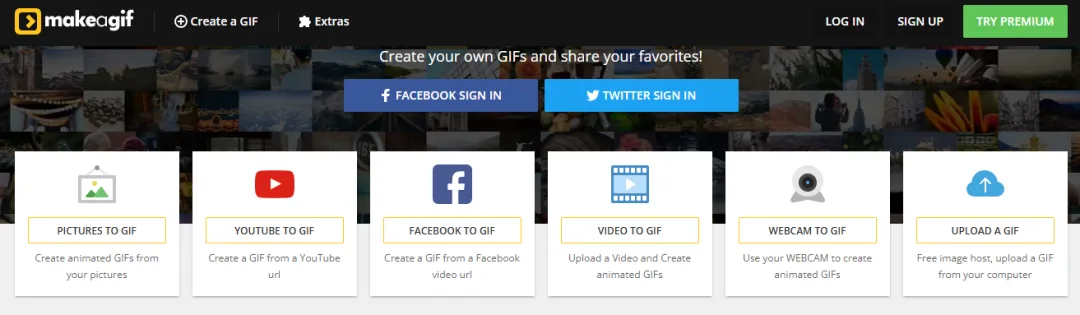 makeagif
Create a GIF
Extras
LOG IN
SIGN UP
TRY PREMIUM
Create your own GIFs and share your favorites!
FACEBOOK SIGN IN
TWITTER SIGN IN
PICTURES TO GIF
Create animated GIFs from
your pictures
YOUTUBE TO GIF
Create a GIF from a YouTube
url
FACEBOOK TO GIF
Create a GIF from a Facebook
video url
VIDEO TO GIF
Upload a Video and Create
animated GIFs
WEBCAM TO GIF
Use your WEBCAM to create
animated GIFs
UPLOAD A GIF
Free image host, upload a GIF
from your computer